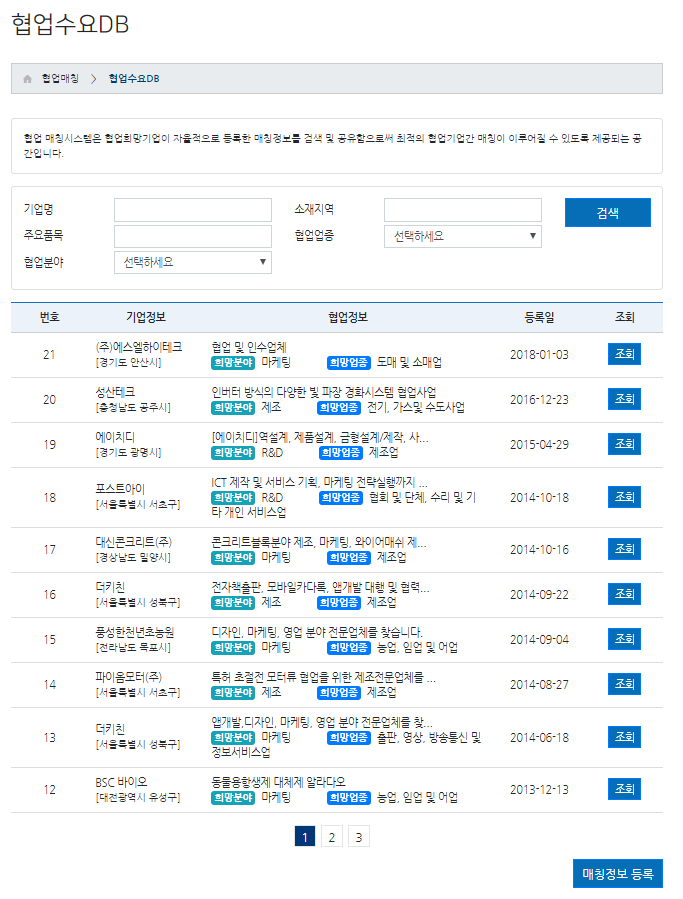 협업수요DB
협업매칭 > 협업수요DB
협업 매칭시스템은 협업희망기업이 자율적으로 등록한 매칭정보를 검색 및 공유함으로써 최적의 협업기업간 매칭이 이루어질 수 있도록 제공되는 공
간입니다.
기업명 소재지역 검색
주요품목 협업업종 선택하세요
협업분야 선택하세요
번호 기업정보 협업정보 등록일 조회
21 (주)에스엘하이테크 [경기도 안산시] 협업 및 인수업체 2018-01-03 조회
희망분야 마케팅 희망업종 도매 및 소매업
20 성산테크 [충청남도 공주시] 인버터 방식의 다양한 빛 파장 경화시스템 협업사업 2016-12-23 조회
희망분야 제조 희망업종 전기, 가스및 수도사업
19 에이치디 [경기도 광명시] [에이치디]역설계, 제품설계, 금형설계/제작, 사... 2015-04-29 조회
희망분야 R&D 희망업종 제조업
18 포스트아이 [서울특별시 서초구] ICT 제작 및 서비스 기획, 마케팅 전략실행까지 ... 2014-10-18 조회
희망분야 R&D 희망업종 협회 및 단체, 수리 및 기
타 개인 서비스업
17 대신콘크리트(주) [경상남도 밀양시] 콘크리트블록분야 제조, 마케팅, 와이어매쉬 제... 2014-10-16 조회
희망분야 마케팅 희망업종 제조업
16 더키친 [서울특별시 성북구] 전자책출판, 모바일카다록, 앱개발 대행 및 협력... 2014-09-22 조회
희망분야 제조 희망업종 제조업
15 풍성한천년초농원 [전라남도 목포시] 디자인, 마케팅, 영업 분야 전문업체를 찾습니다. 2014-09-04 조회
희망분야 마케팅 희망업종 농업, 임업 및 어업
14 파이옴모터(주) [서울특별시 서초구] 특허 초절전 모터류 협업을 위한 제조전문업체를 ... 2014-08-27 조회
희망분야 제조 희망업종 제조업
13 더키친 [서울특별시 성북구] 앱개발,디자인, 마케팅, 영업 분야 전문업체를 찾... 2014-06-18 조회
희망분야 마케팅 희망업종 출판, 영상, 방송통신 및
정보서비스업
12 BSC 바이오 [대전광역시 유성구] 동물용항생제 대체제 알라다오 2013-12-13 조회
희망분야 마케팅 희망업종 농업, 임업 및 어업
1 2 3
매칭정보 등록